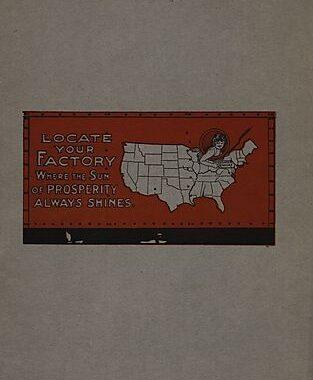 LOCATE
YOUR
FACTORY
WHERE THE SUN
OF PROSPERITY
ALWAYS SHINES.